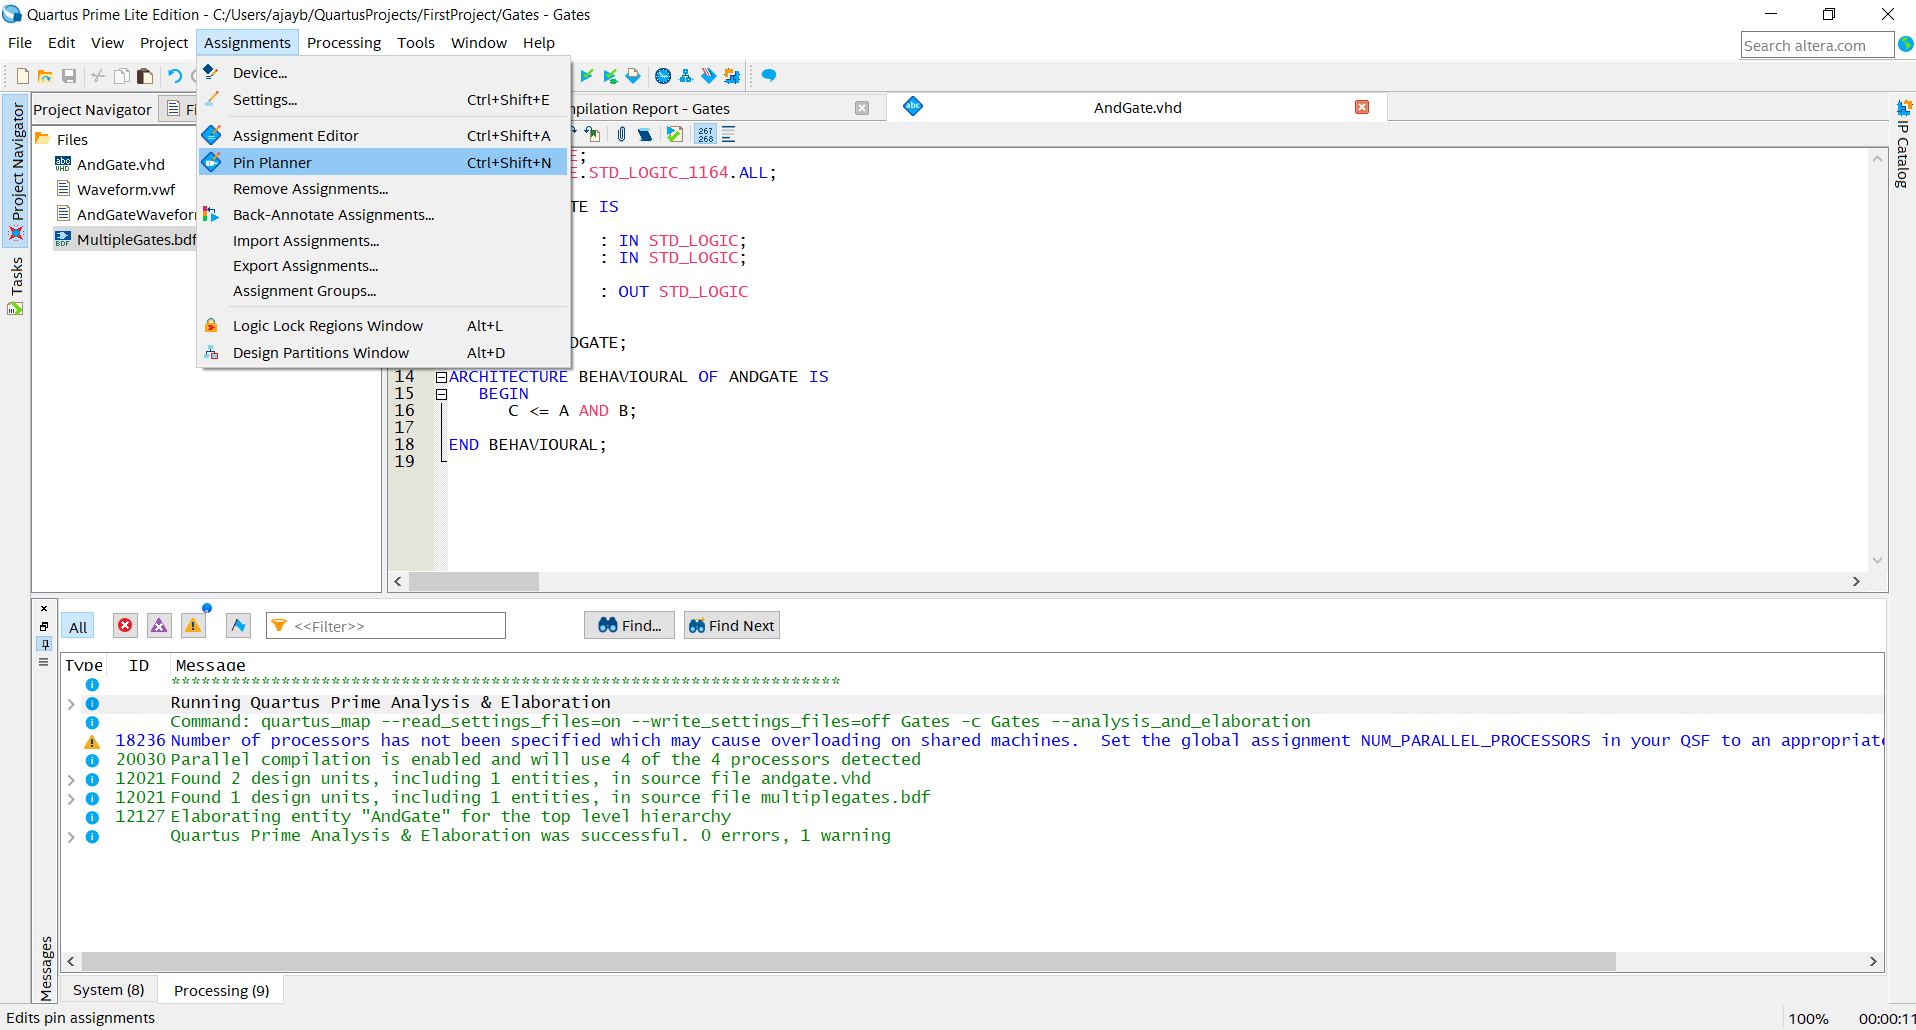 Quartus Prime Lite Edition - C:/Users/ajayb/QuartusProjects/FirstProject/Gates - Gates
File Edit View Project Assignments Processing Tools Window Help
Search altera.com
Device...
Settings... Ctrl+Shift+E
Assignment Editor Ctrl+Shift+A
Pin Planner Ctrl+Shift+N
Remove Assignments...
Back-Annotate Assignments...
Import Assignments...
Export Assignments...
Assignment Groups...
Logic Lock Regions Window Alt+L
Design Partitions Window Alt+D
Project Navigator
Tasks
Project Navigator Fi
Files
abc
VHD
AndGate.vhd
Waveform.vwf
AndGateWavefor
BDF
MultipleGates.bdf
pilation Report - Gates
abc
AndGate.vhd
267
268
E;
E.STD_LOGIC_1164.ALL;
TE IS
: IN STD_LOGIC;
: IN STD_LOGIC;
: OUT STD_LOGIC
DGATE;
14 ARCHITECTURE BEHAVIOURAL OF ANDGATE IS
15 BEGIN
16 C <= A AND B;
17
18 END BEHAVIOURAL;
19
IP Catalog
All
<<Filter>>
Find...
Find Next
Type ID Message
*******************************************************************
Running Quartus Prime Analysis & Elaboration
Command: quartus_map --read_settings_files=on --write_settings_files=off Gates -c Gates --analysis_and_elaboration
18236 Number of processors has not been specified which may cause overloading on shared machines.  Set the global assignment NUM_PARALLEL_PROCESSORS in your QSF to an appropriate
20030 Parallel compilation is enabled and will use 4 of the 4 processors detected
12021 Found 2 design units, including 1 entities, in source file andgate.vhd
12021 Found 1 design units, including 1 entities, in source file multiplegates.bdf
12127 Elaborating entity "AndGate" for the top level hierarchy
Quartus Prime Analysis & Elaboration was successful. 0 errors, 1 warning
Messages
System (8)
Processing (9)
Edits pin assignments
100% 00:00:11